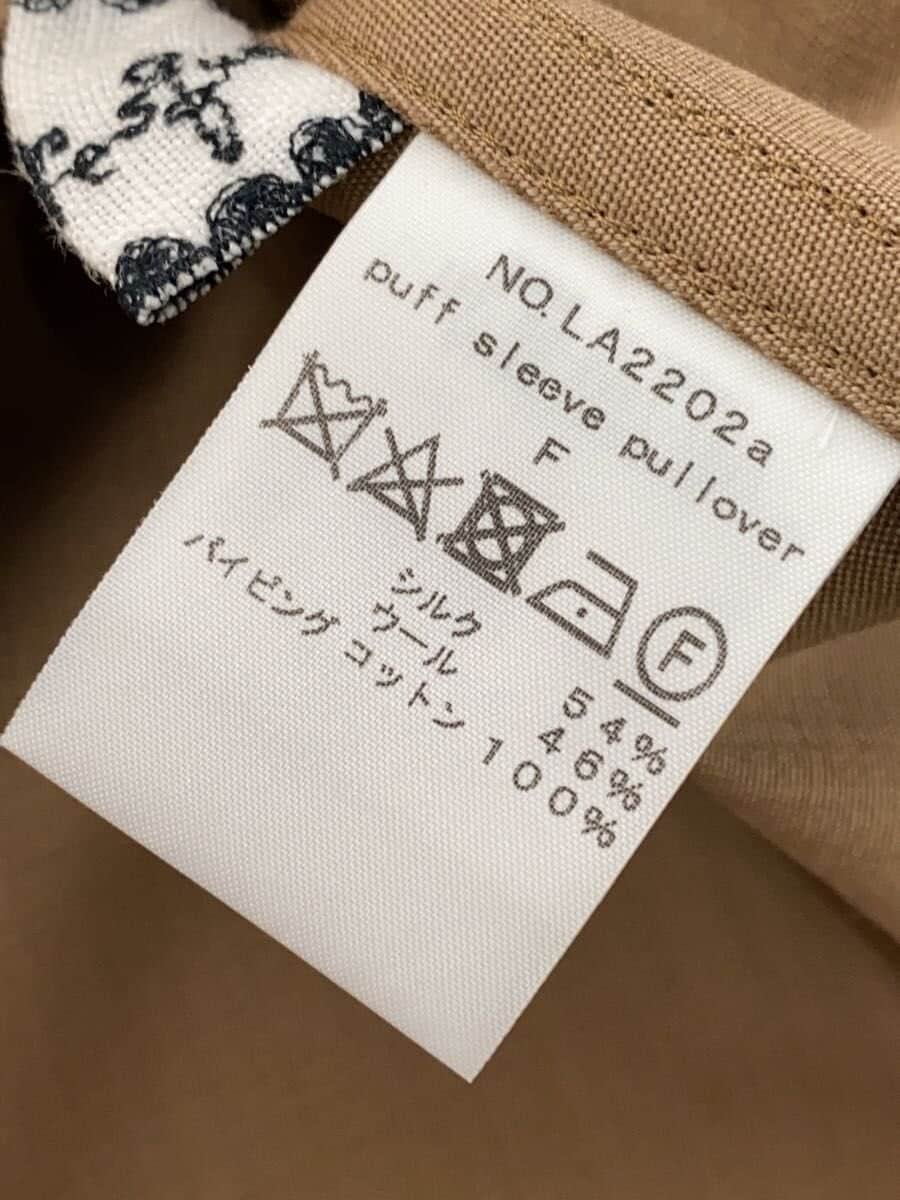 NO.LA2202a
puff sleeve pullover
F
F
シルク 54%
ウール 46%
パイピング コットン 100%